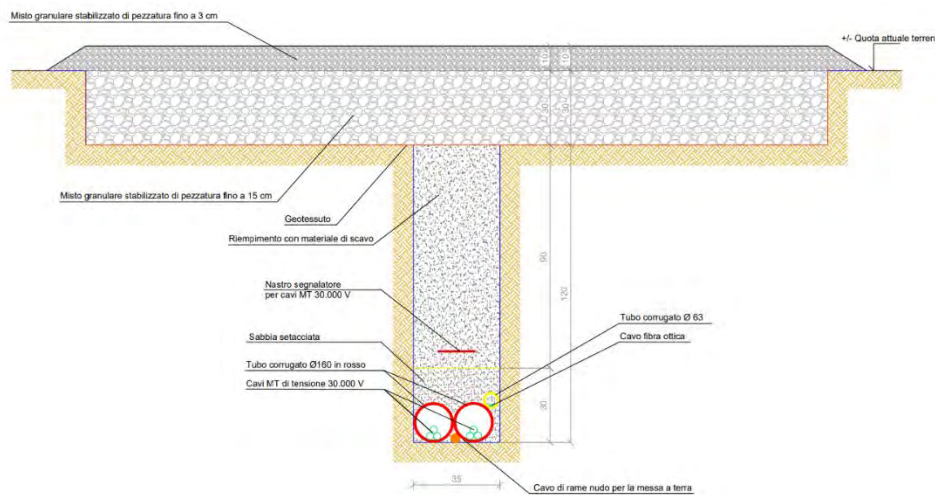 Misto granulare stabilizzato di pezzatura fino a 3 cm
+/- Quota attuale terren
10
10
30
30
Misto granulare stabilizzato di pezzatura fino a 15 cm
Geotessuto
Riempimento con materiale di scavo
90
120
Nastro segnalatore
per cavi MT 30.000 V
Tubo corrugato Ø 63
Sabbia setacciata
Cavo fibra ottica
Tubo corrugato Ø160 in rosso
Cavi MT di tensione 30.000 V
30
35
Cavo di rame nudo per la messa a terra